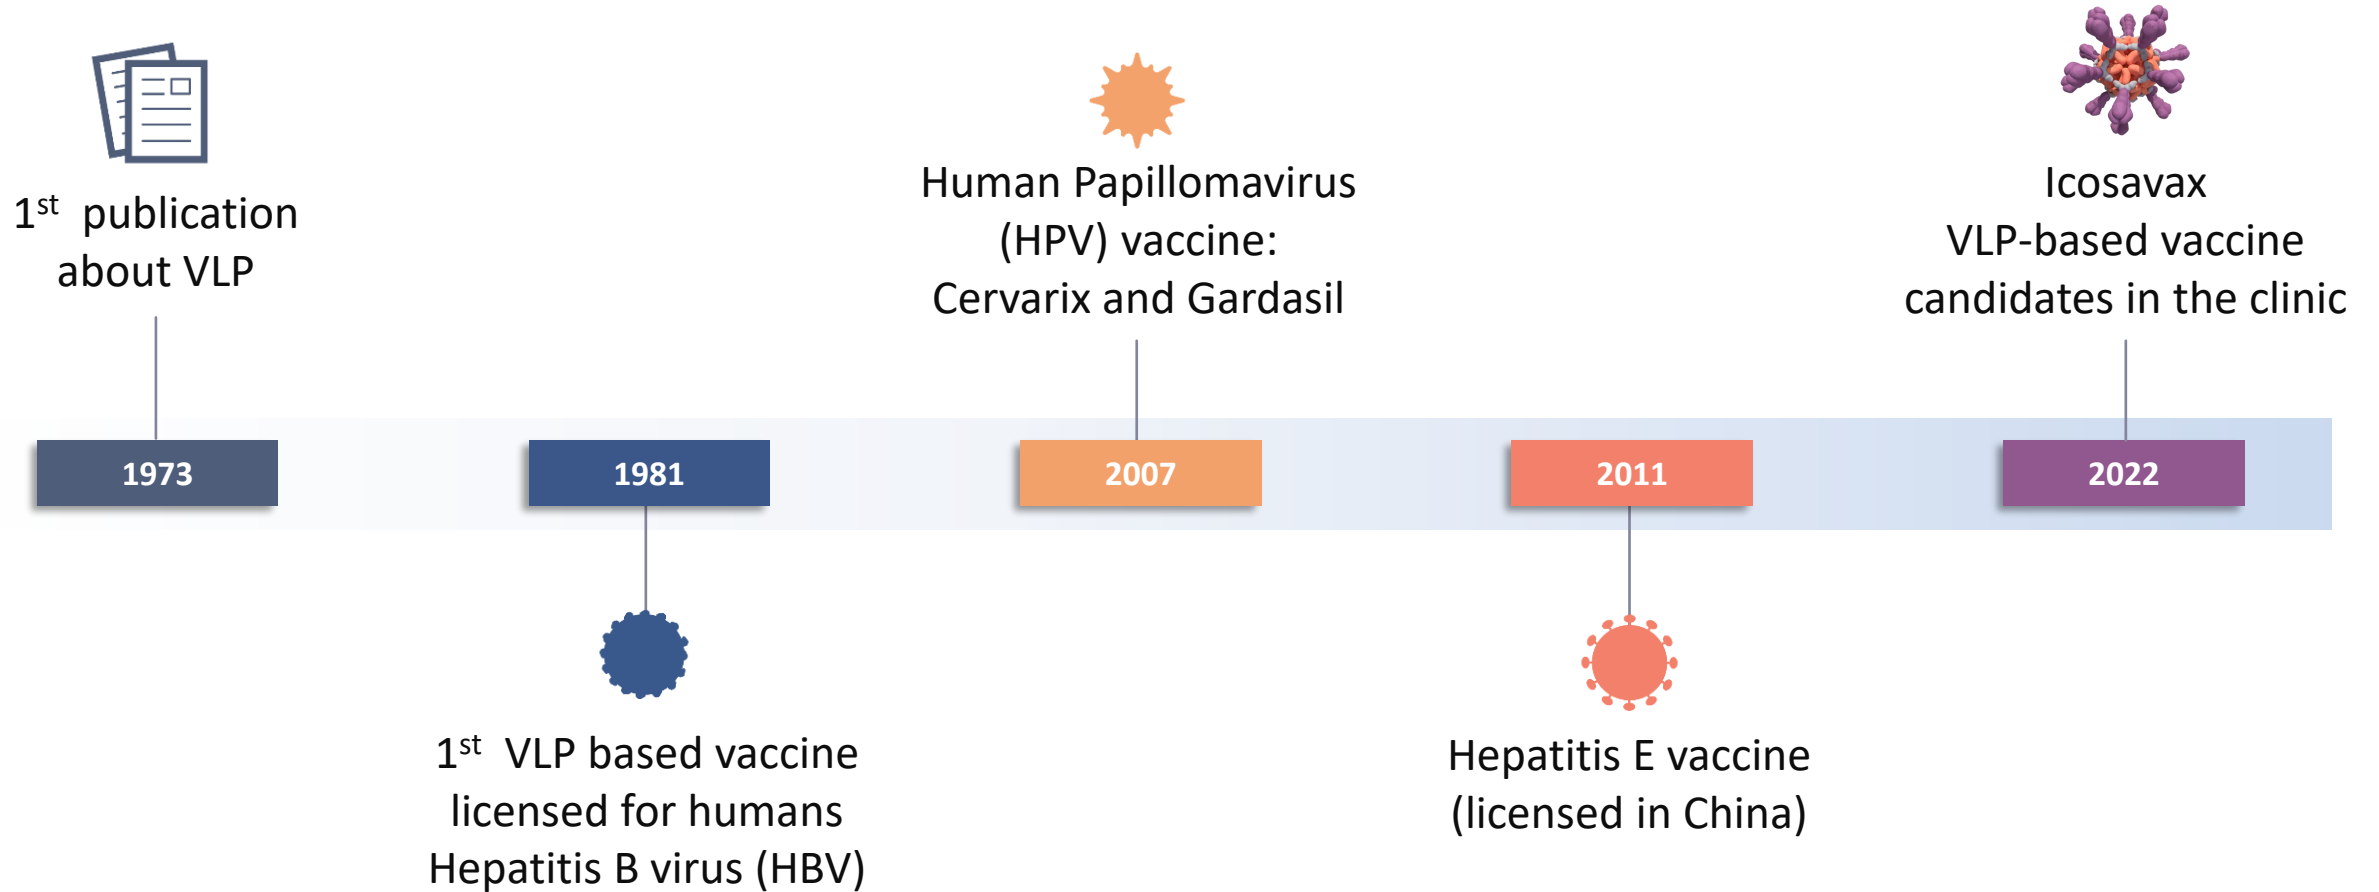 1st publication
about VLP
Human Papillomavirus
(HPV) vaccine:
Cervarix and Gardasil
Icosavax
VLP-based vaccine
candidates in the clinic
1973
1981
2007
2011
2022
1st VLP based vaccine
licensed for humans
Hepatitis B virus (HBV)
Hepatitis E vaccine
(licensed in China)